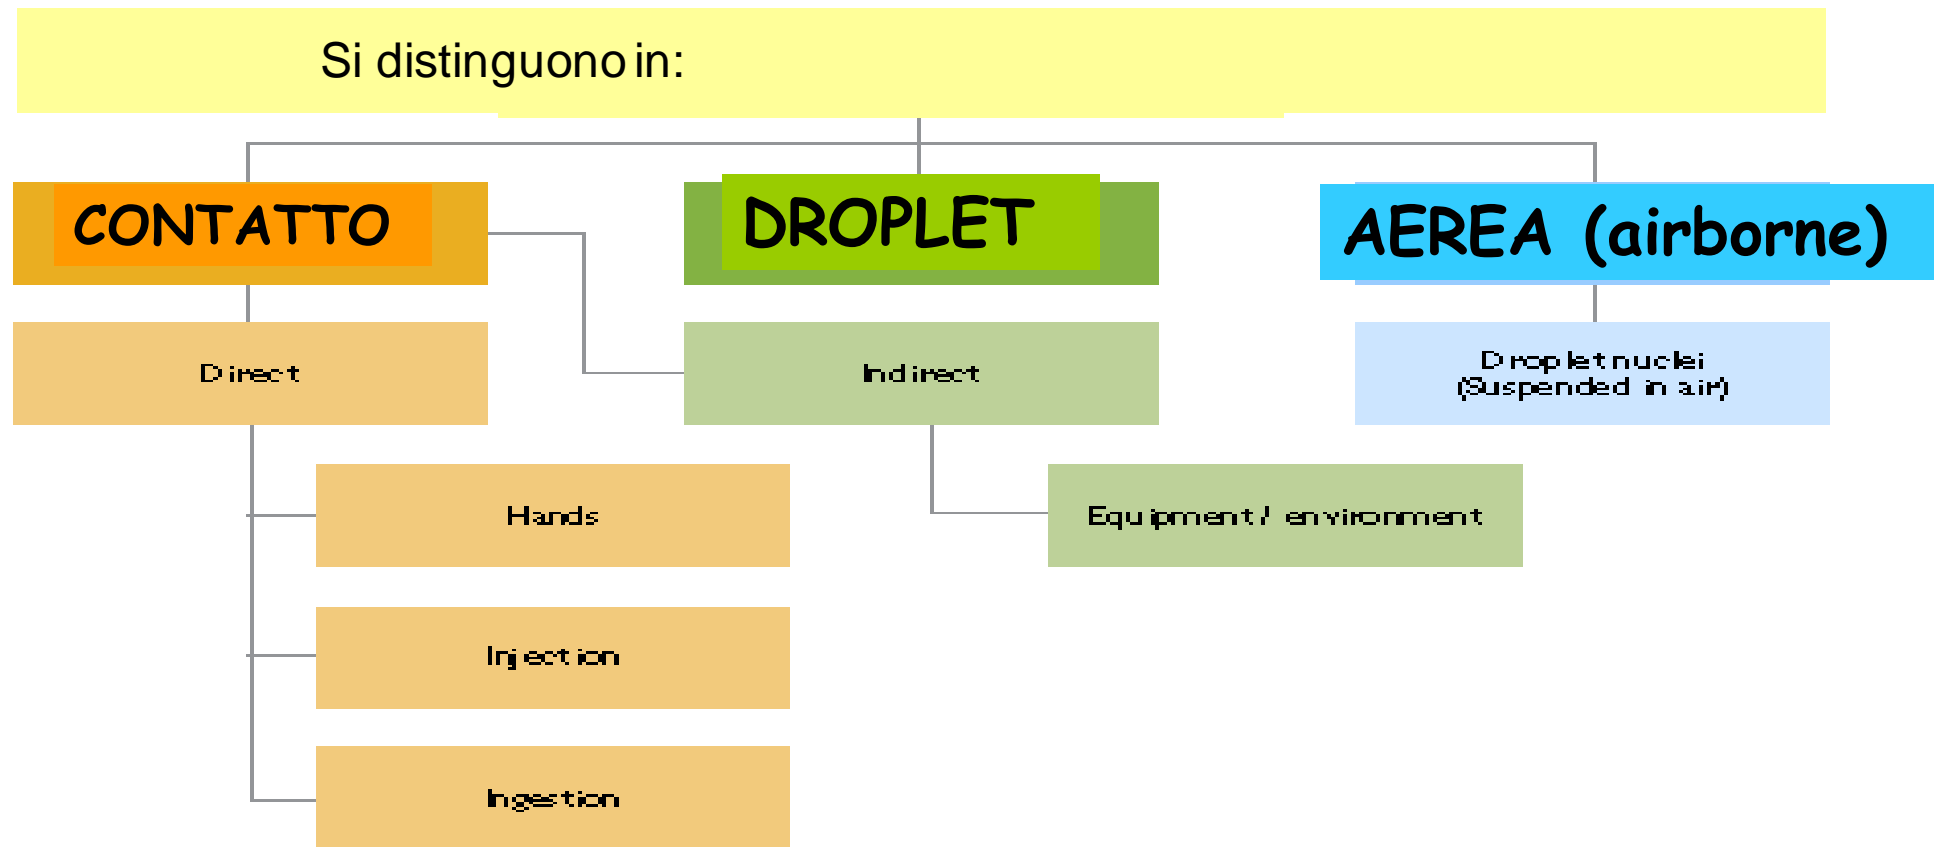 Si distinguono in:
CONTATTO
DROPLET
AEREA (airborne)
Direct
Indirect
Droplet nuclei
(Suspended in air)
Hands
Equipment / environment
Injection
Ingestion